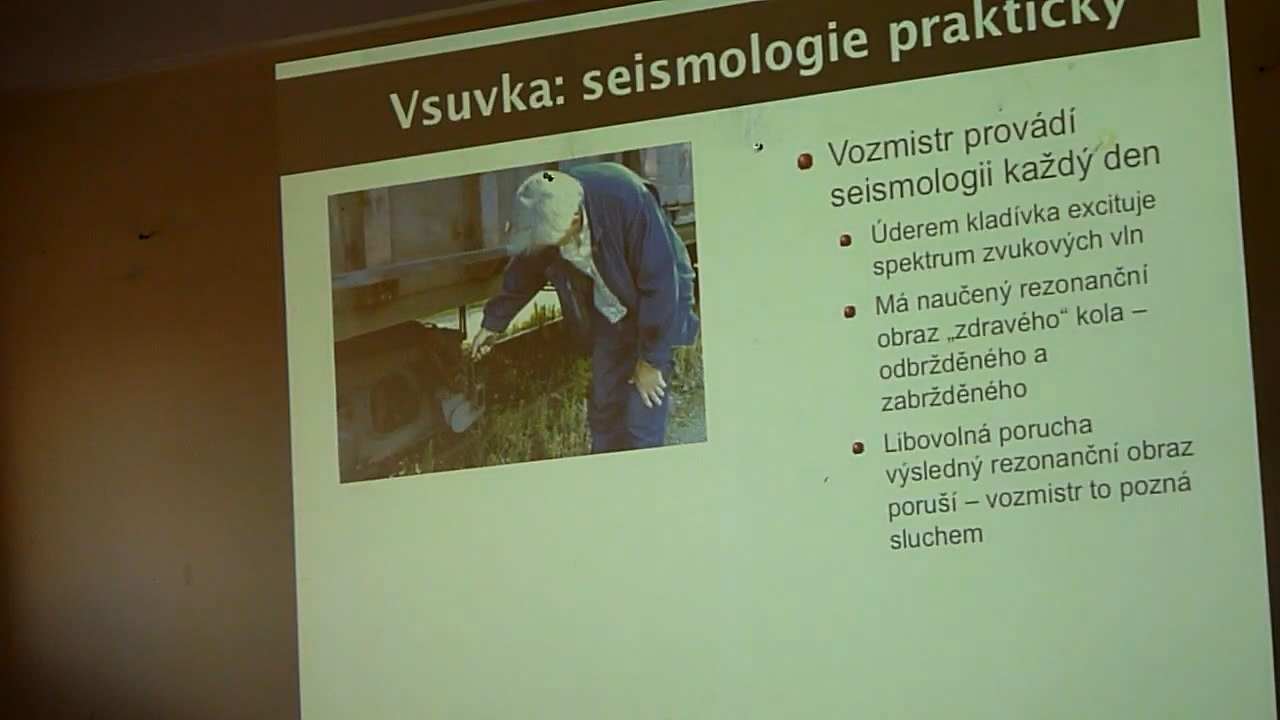 Vsuvka: seismologie prakticky
Vozmistr provádí
seismologii každý den
Úderem kladívka excituje
spektrum zvukových vln
Má naučený rezonanční
obraz „zdravého“ kola –
odbržděného a
zabržděného
Libovolná porucha
výsledný rezonanční obraz
poruší – vozmistr to pozná
sluchem